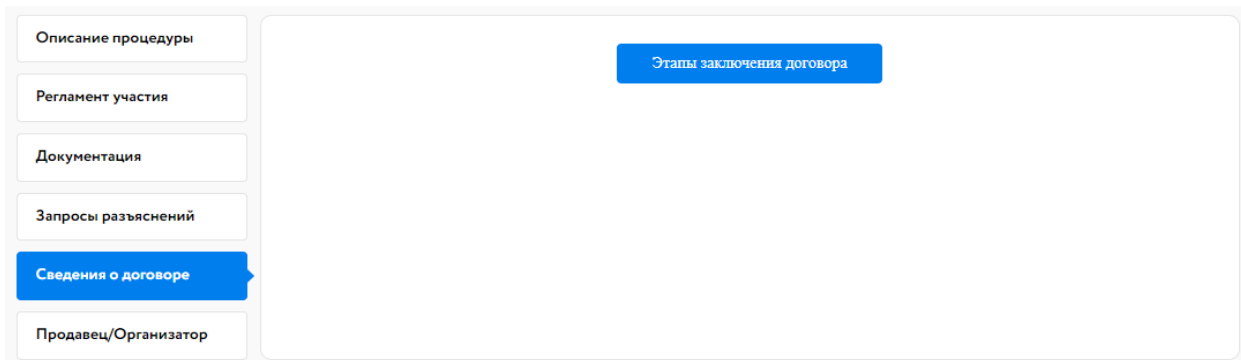 Описание процедуры
Регламент участия
Документация
Запросы разъяснений
Сведения о договоре
Продавец/Организатор
Этапы заключения договора